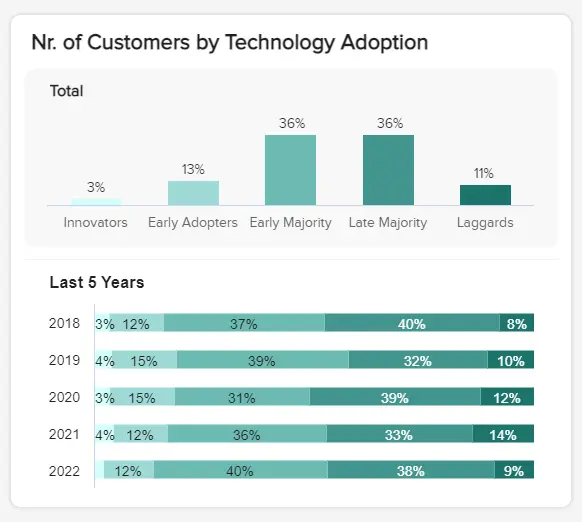 Nr. of Customers by Technology Adoption
Total
36% 36%
13%
11%
3%
Innovators Early Adopters Early Majority Late Majority Laggards
Last 5 Years
2018 3% 12% 37% 40% 8%
2019 4% 15% 39% 32% 10%
2020 3% 15% 31% 39% 12%
2021 4% 12% 36% 33% 14%
2022 12% 40% 38% 9%